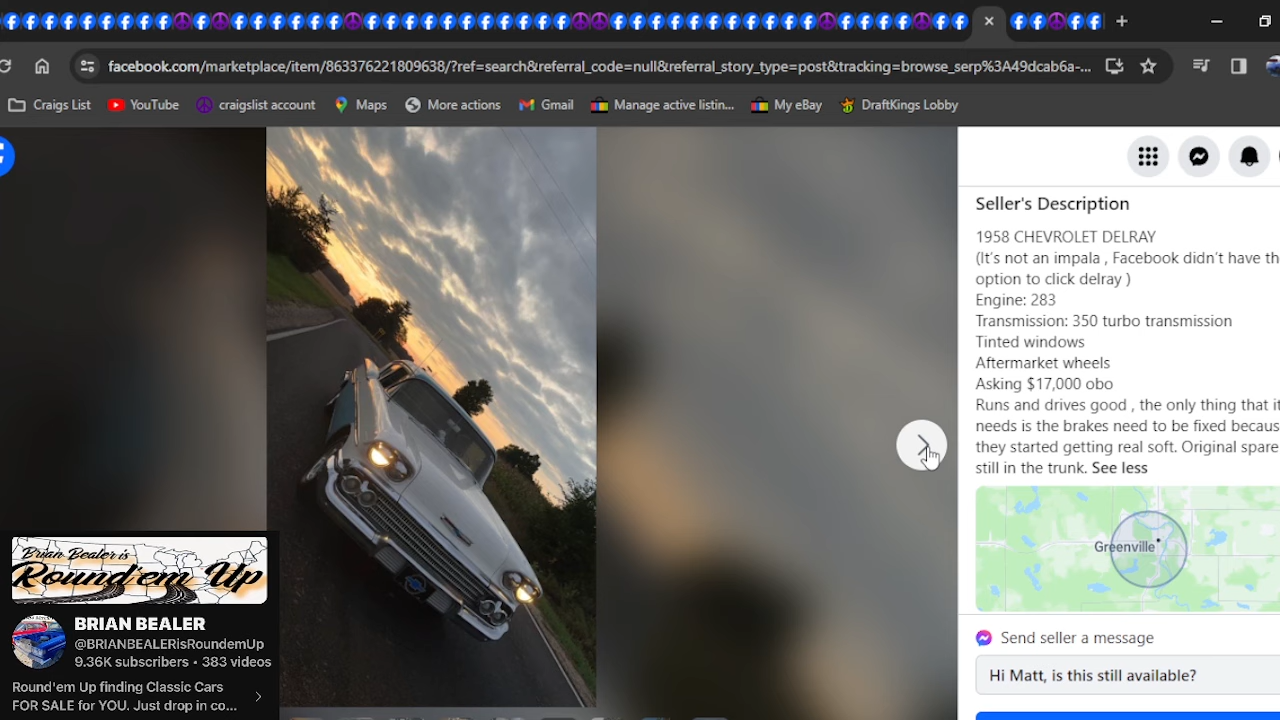 facebook.com/marketplace/item/863376221809638/?ref=search&referral_code=null&referral_story_type=post&tracking=browse_serp%3A49dcab6a-...
Craigs List YouTube craigslist account Maps More actions Gmail Manage active listin... My eBay DraftKings Lobby
Seller's Description
1958 CHEVROLET DELRAY
(It's not an impala , Facebook didn't have th
option to click delray )
Engine: 283
Transmission: 350 turbo transmission
Tinted windows
Aftermarket wheels
Asking $17,000 obo
Runs and drives good , the only thing that it
needs is the brakes need to be fixed becaus
they started getting real soft. Original spare
still in the trunk. See less
Greenville
Send seller a message
Hi Matt, is this still available?
Brian Bealer is
Round'em Up
BRIAN BEALER
@BRIANBEALERisRoundemUp
9.36K subscribers • 383 videos
Round'em Up finding Classic Cars
FOR SALE for YOU. Just drop in co...